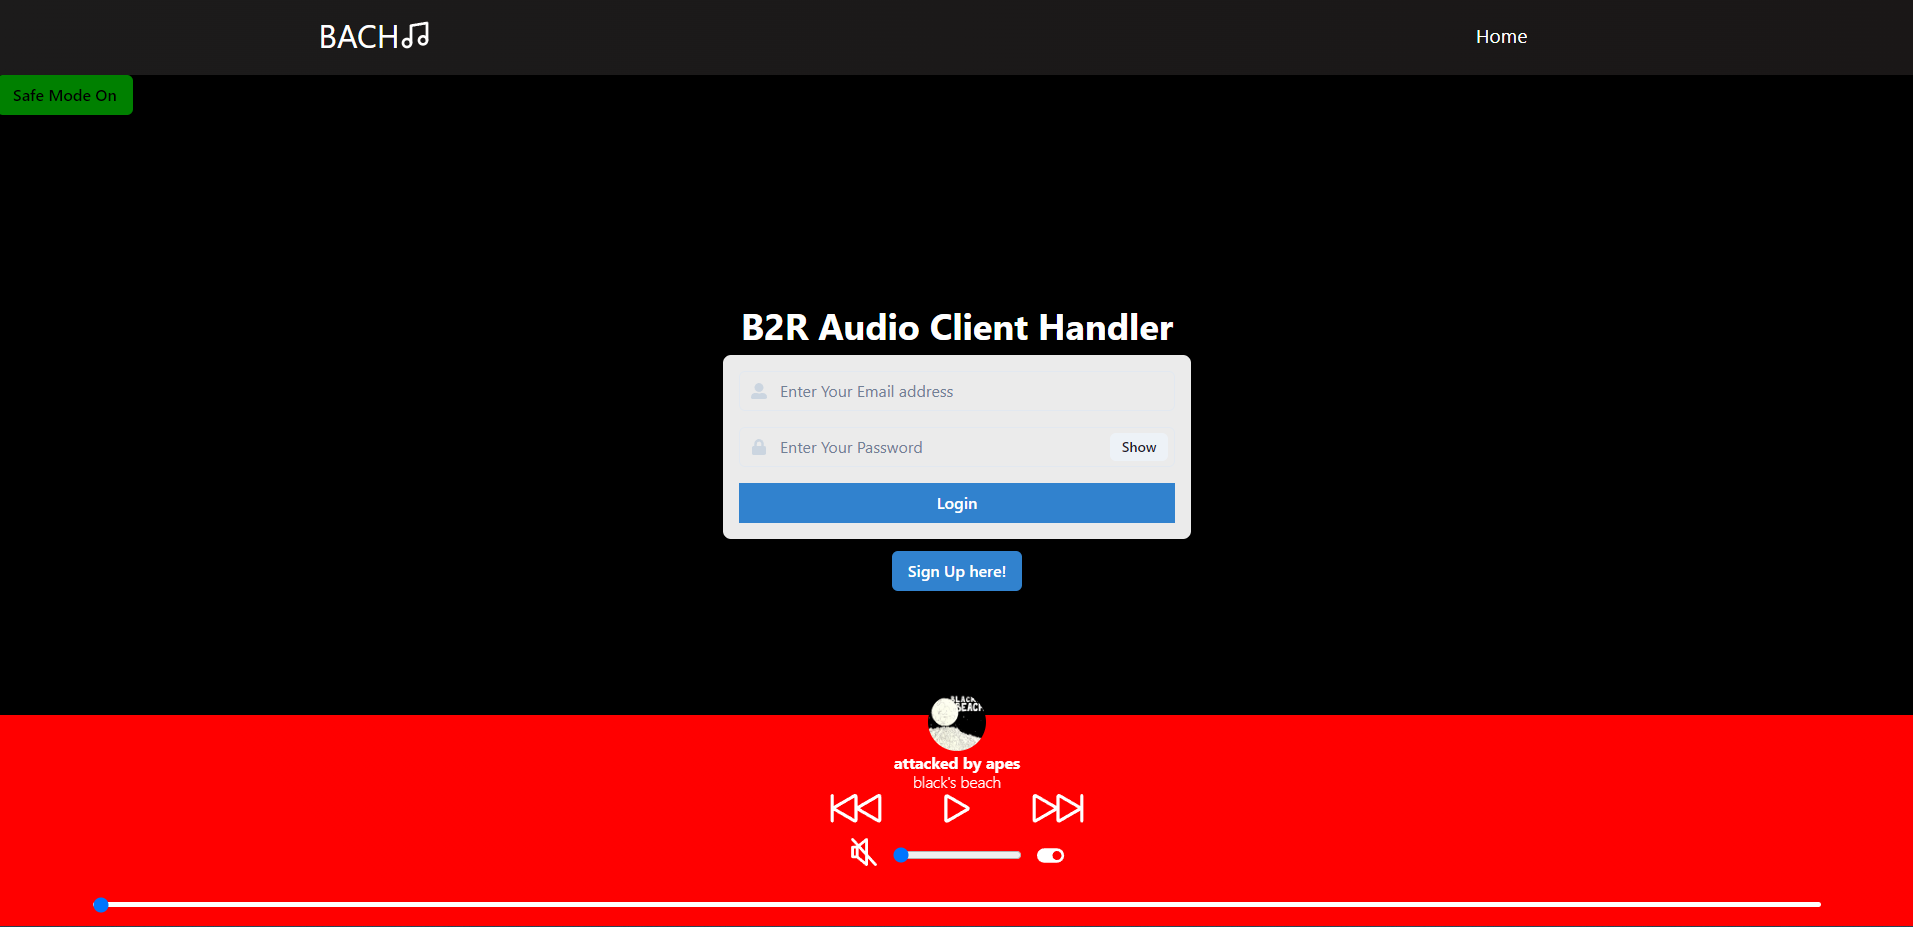 BACH
Home
Safe Mode On
B2R Audio Client Handler
Enter Your Email address
Enter Your Password
Show
Login
Sign Up here!
BLACK
BEACH
attacked by apes
black's beach